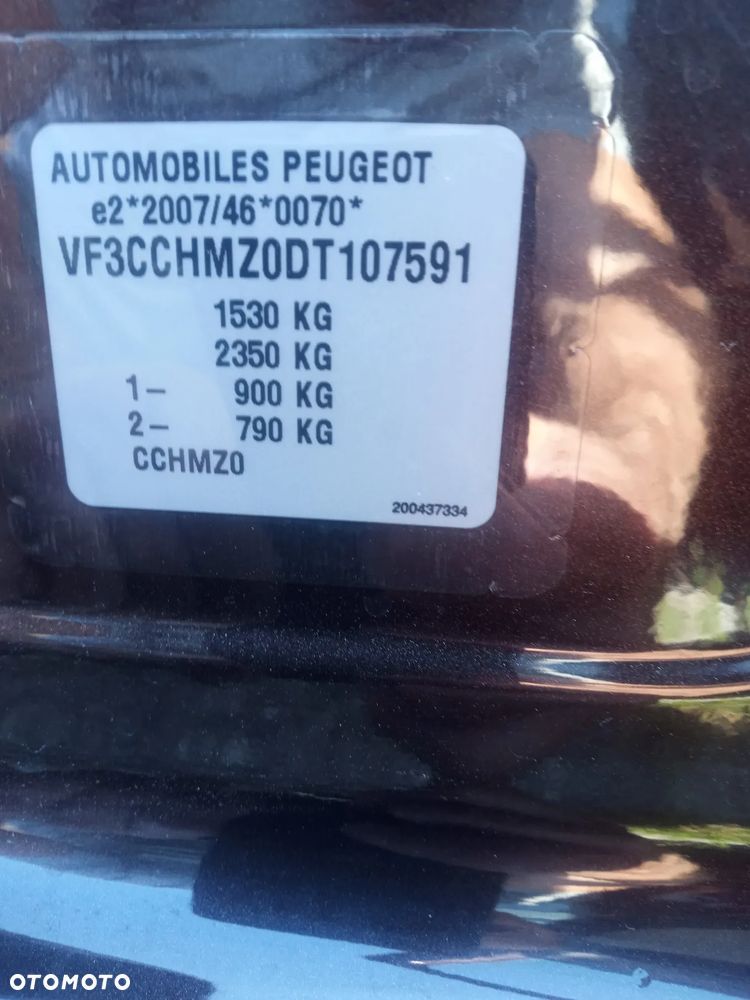 AUTOMOBILES PEUGEOT
e2*2007/46*0070*
VF3CCHMZ0DT107591
1530 KG
2350 KG
1– 900 KG
2– 790 KG
CCHMZ0
200437334
OTOMOTO